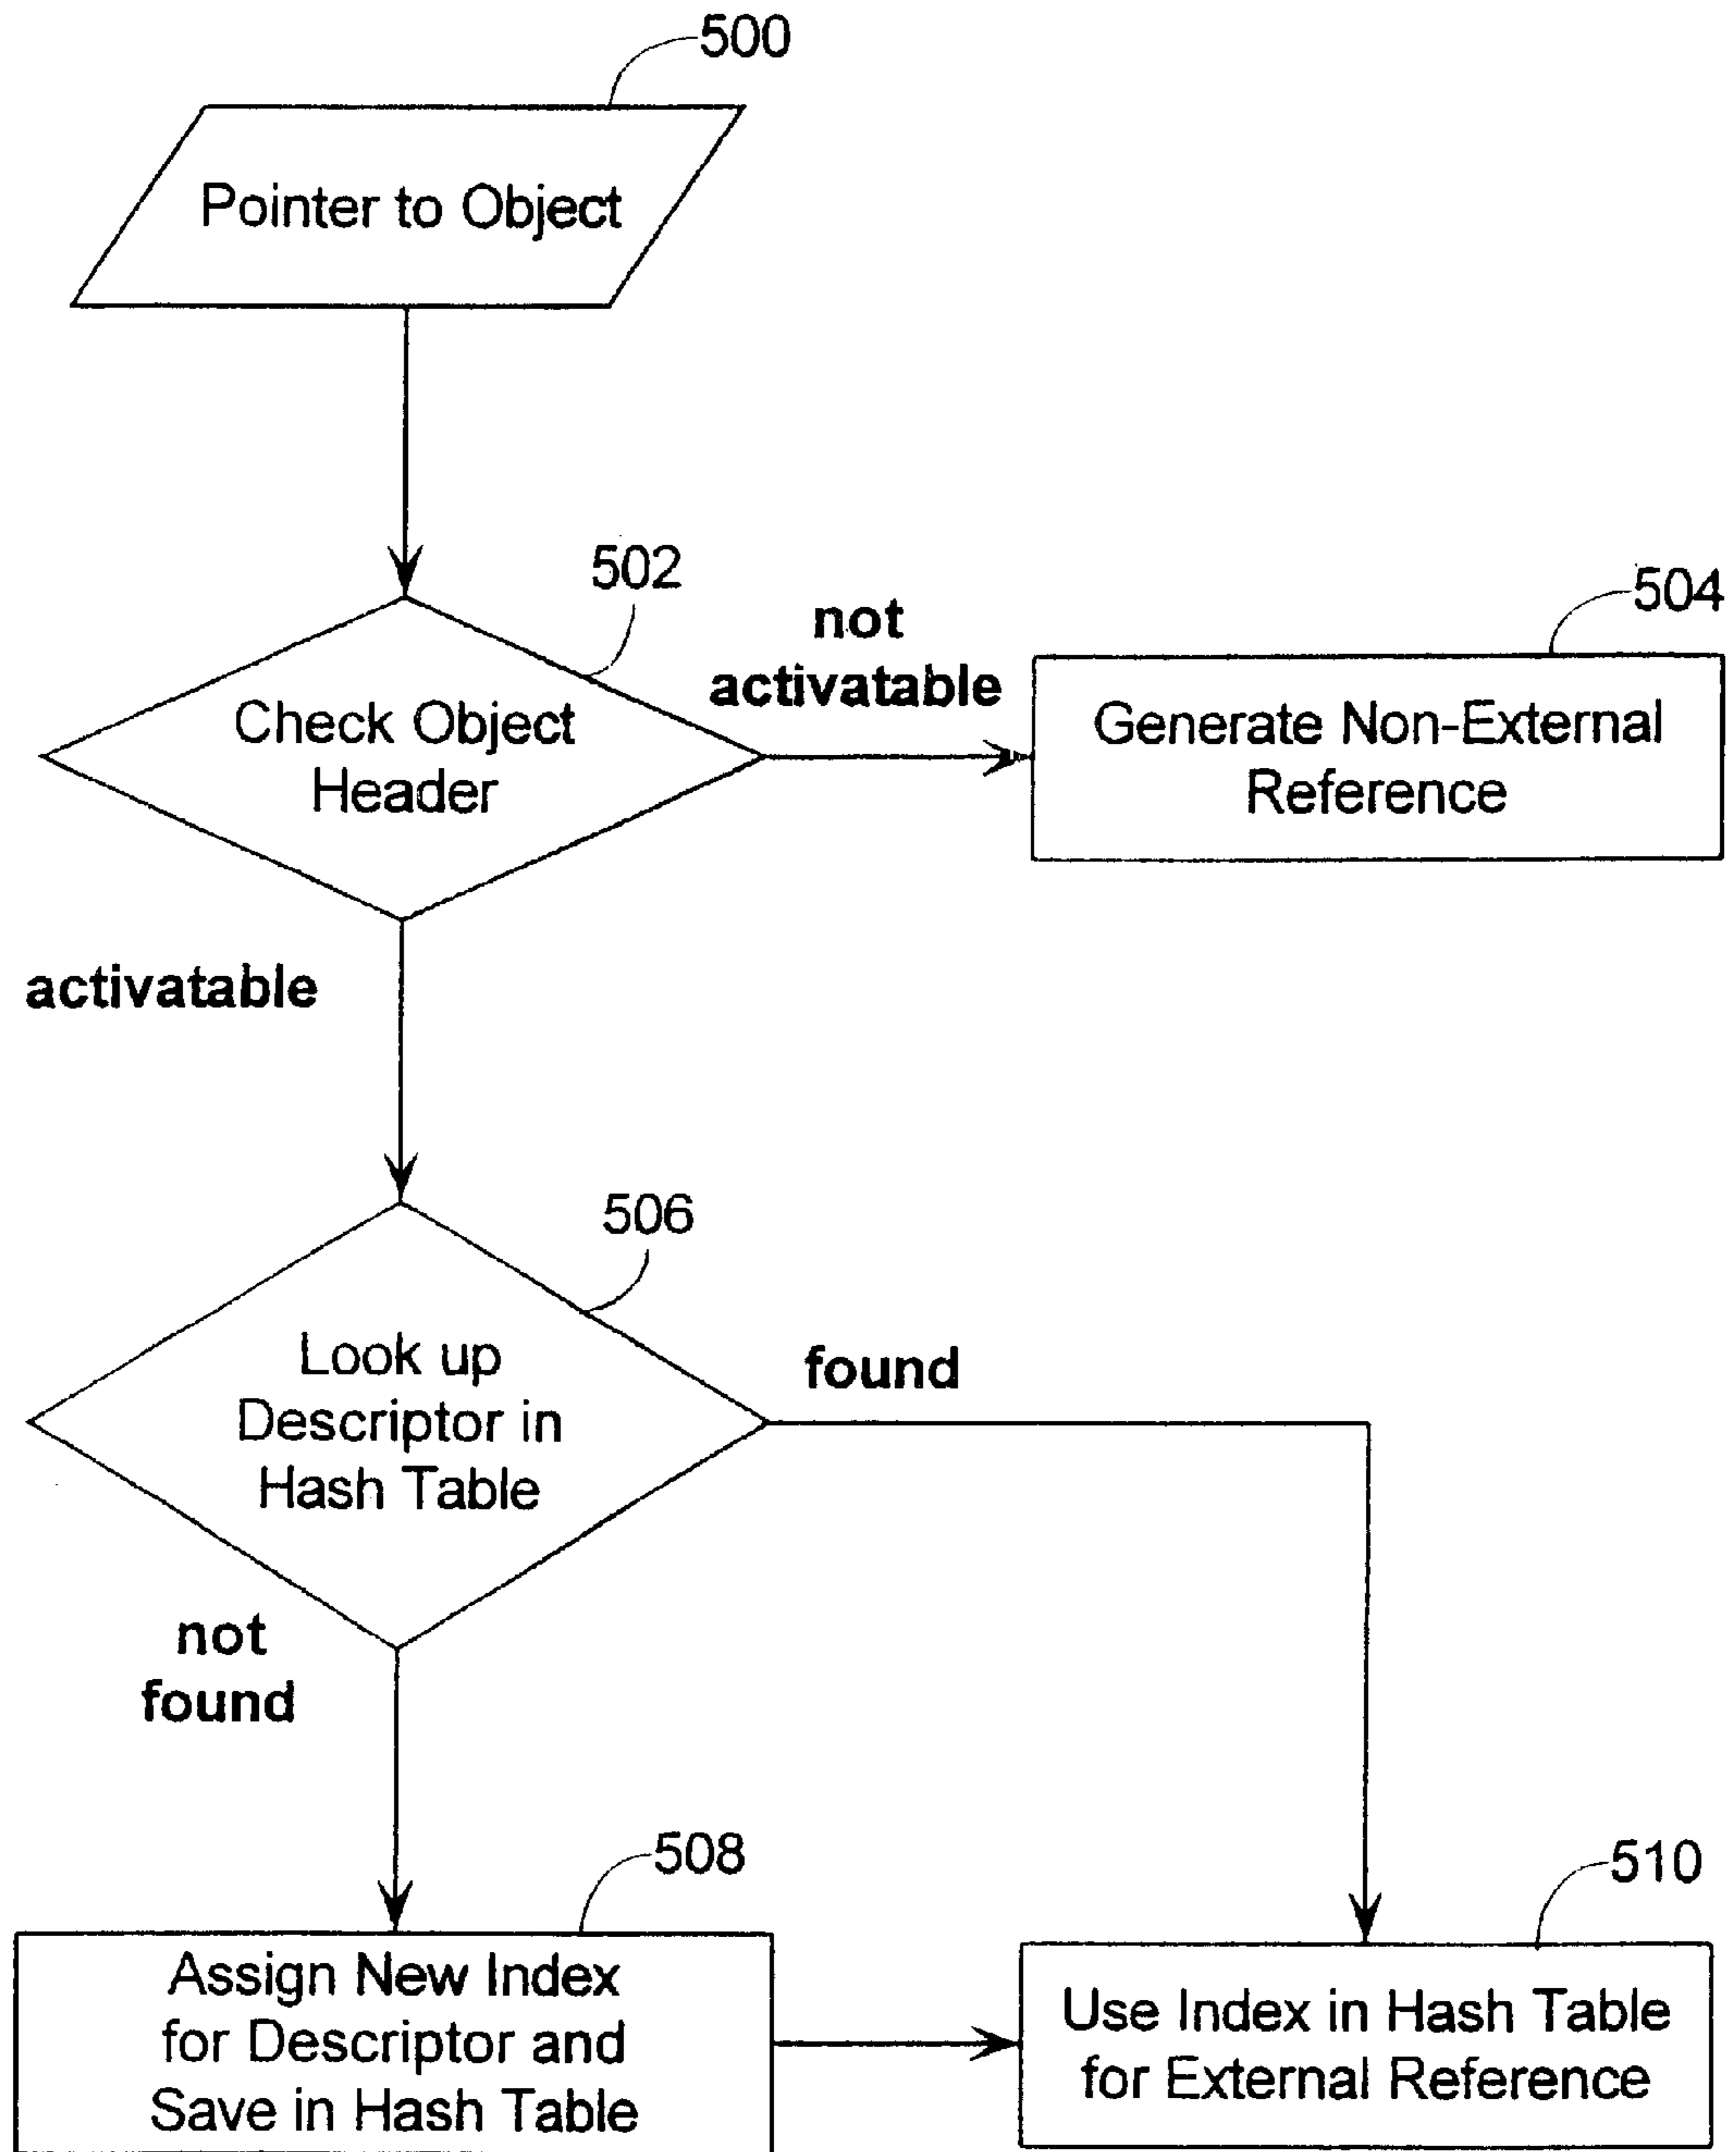 500
Pointer to Object
502
not
activatable
504
Check Object
Header
Generate Non-External
Reference
activatable
506
Look up
Descriptor in
Hash Table
found
not
found
508
510
Assign New Index
for Descriptor and
Save in Hash Table
Use Index in Hash Table
for External Reference